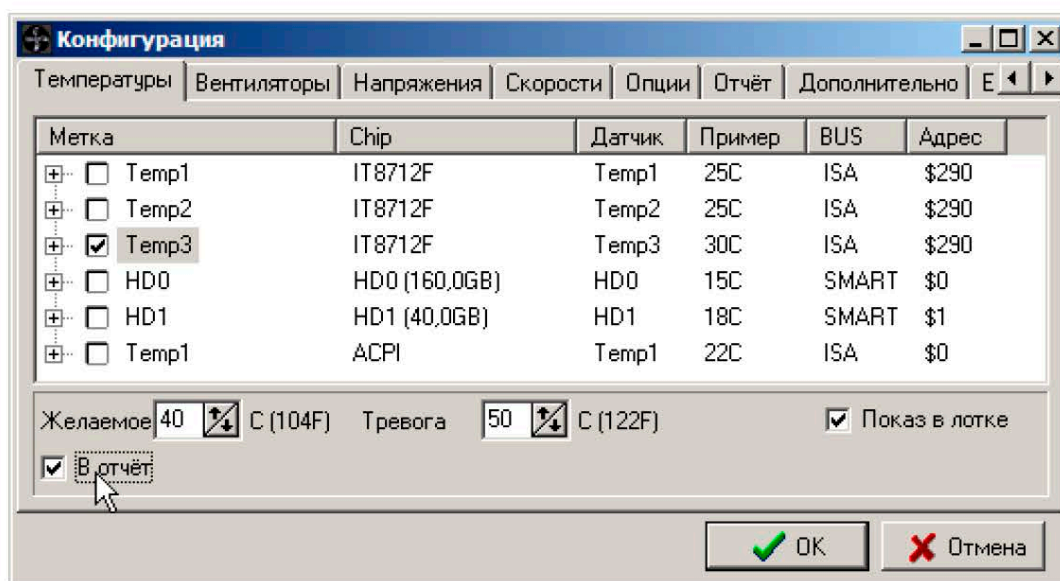 Конфигурация
Температуры Вентиляторы Напряжения Скорости Опции Отчёт Дополнительно Е
Метка Chip Датчик Пример BUS Адрес
Temp1 IT8712F Temp1 25C ISA $290
Temp2 IT8712F Temp2 25C ISA $290
Temp3 IT8712F Temp3 30C ISA $290
HD0 HD0 (160,0GB) HD0 15C SMART $0
HD1 HD1 (40,0GB) HD1 18C SMART $1
Temp1 ACPI Temp1 22C ISA $0
Желаемое 40 C (104F) Тревога 50 C (122F) Показ в лотке
В отчёт
OK Отмена